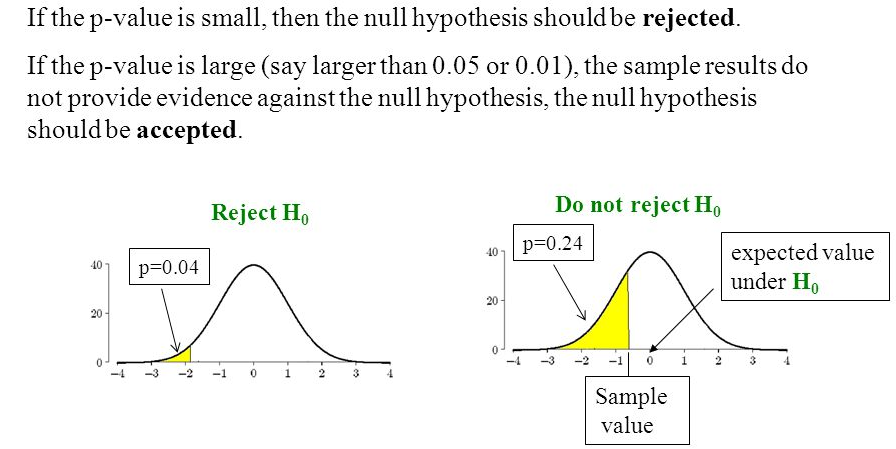 If the p-value is small, then the null hypothesis should be rejected.
If the p-value is large (say larger than 0.05 or 0.01), the sample results do
not provide evidence against the null hypothesis, the null hypothesis
should be accepted.
Reject H₀
p=0.04
40
20
0
-4 -3 -2 -1 0 1 2 3 4
Do not reject H₀
p=0.24
expected value
under H₀
40
20
0
-4 -3 -2 -1 0 1 2 3 4
Sample
value